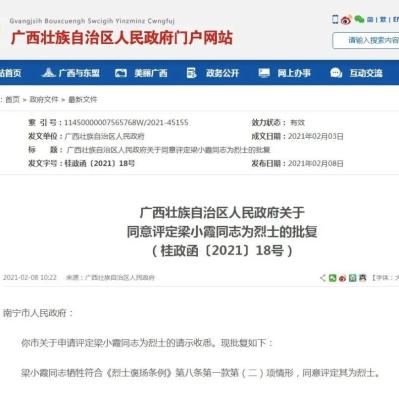 Guangjsih Bouxcuengh Swcigih Yinzminz Cwngfuj
简 | 繁 |
广西壮族自治区人民政府门户网站
请输入搜索内容
站首页 广西与东盟 美丽广西 政务公开 网上办事 互动交流
：首页 > 政府文件 > 最新文件
索 引 号：11450000007565768W/2021-45155 效力状态：有效
发文单位：广西壮族自治区人民政府 成文日期：2021年02月03日
标 题：广西壮族自治区人民政府关于同意评定梁小霞同志为烈士的批复
发文字号：桂政函〔2021〕18号 发布日期：2021年02月08日
广西壮族自治区人民政府关于
同意评定梁小霞同志为烈士的批复
（桂政函〔2021〕18号）
2021-02-08 10:22 来源：广西壮族自治区人民政府 【字体：大
南宁市人民政府：
你市关于申请评定梁小霞同志为烈士的请示收悉。现批复如下：
梁小霞同志牺牲符合《烈士褒扬条例》第八条第一款第（二）项情形，同意评定其为烈士。